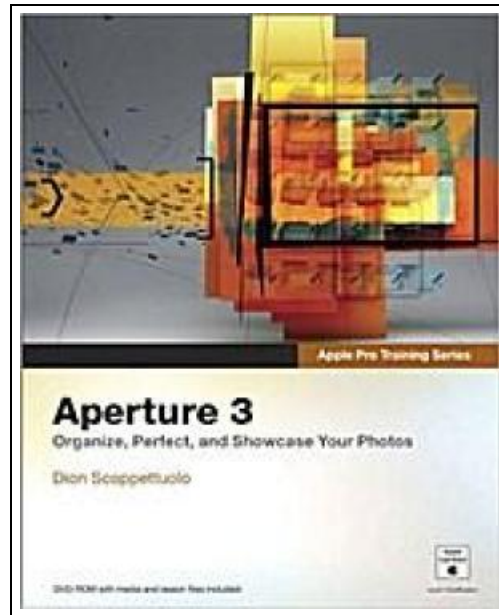 Apple Pro Training Series
Aperture 3
Organize, Perfect, and Showcase Your Photos
Dion Scoppettuolo
DVD-ROM with media and lesson files included